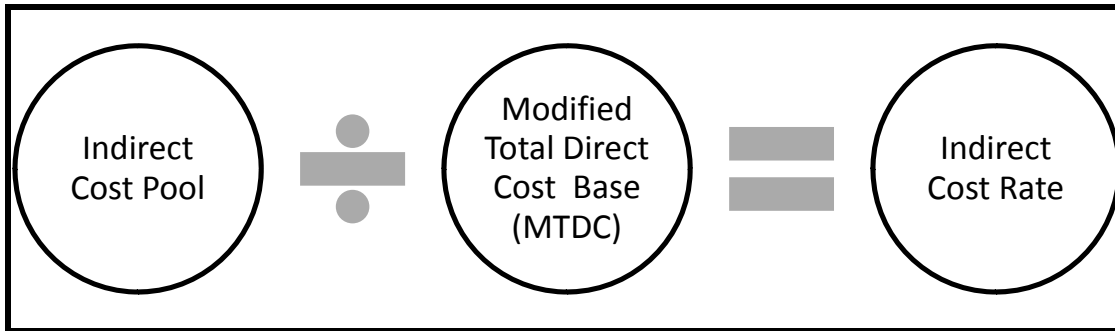 Indirect
Cost Pool
Modified
Total Direct
Cost Base
(MTDC)
Indirect
Cost Rate